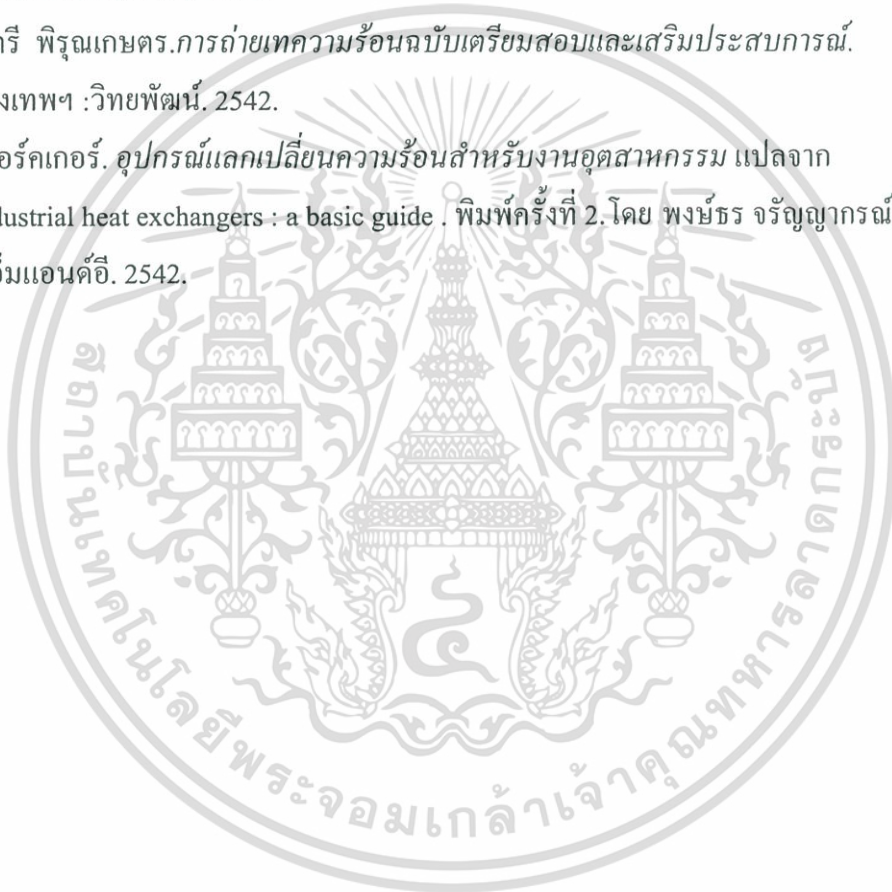 ทรี พิรุณเกษตร.การถ่ายเทความร้อนฉบับเตรียมสอบและเสริมประสบการณ์.
งเทพฯ :วิทยพัฒน์. 2542.
อร์คเกอร์. อุปกรณ์แลกเปลี่ยนความร้อนสำหรับงานอุตสาหกรรม แปลจาก
dustrial heat exchangers : a basic guide . พิมพ์ครั้งที่ 2.โดย พงษ์ธร จรัญญากรณ์
อ็มแอนด์อี. 2542.
สถาบันเทคโนโลยีพระจอมเกล้าเจ้าคุณทหารลาดกระบัง